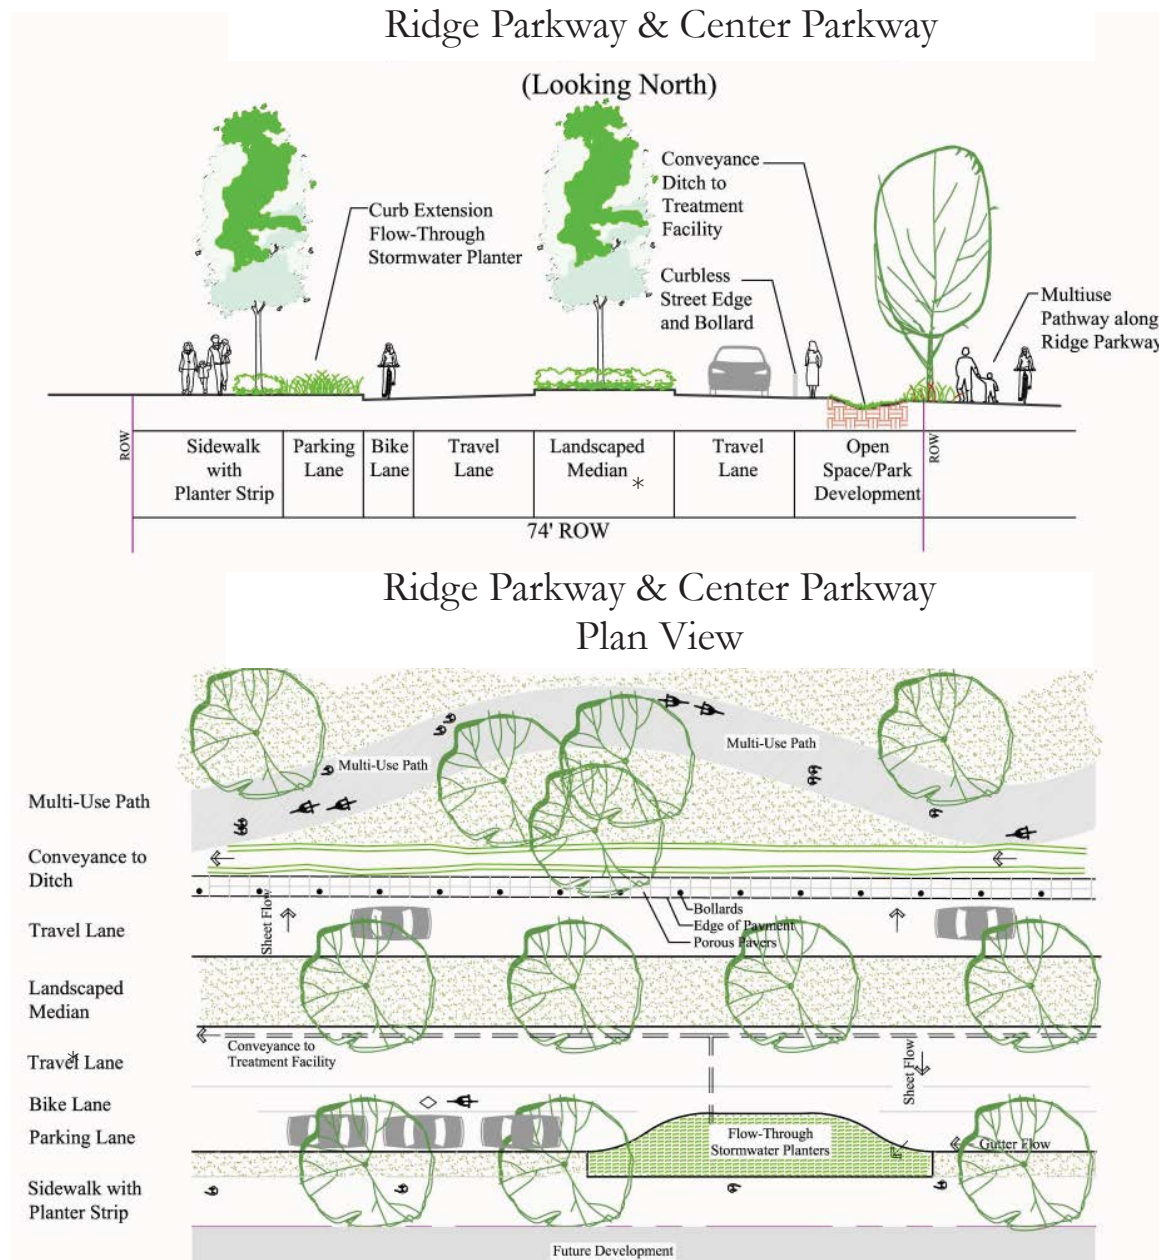 Ridge Parkway & Center Parkway
(Looking North)
Conveyance
Ditch to
Treatment
Facility
Curb Extension
Flow-Through
Stormwater Planter
Curbless
Street Edge
and Bollard
Multiuse
Pathway along
Ridge Parkway
ROW
Sidewalk
with
Planter Strip
Parking
Lane
Bike
Lane
Travel
Lane
Landscaped
Median
*
Travel
Lane
Open
Space/Park
Development
ROW
74' ROW
Ridge Parkway & Center Parkway
Plan View
Multi-Use Path
Multi-Use Path
Multi-Use Path
Conveyance to
Ditch
Bollards
Edge of Pavment
Porous Pavers
Sheet Flow
Travel Lane
Landscaped
Median
Conveyance to
Treatment Facility
Travel Lane
*
Sheet Flow
Bike Lane
Parking Lane
Flow-Through
Stormwater Planters
Gutter Flow
Sidewalk with
Planter Strip
Future Development